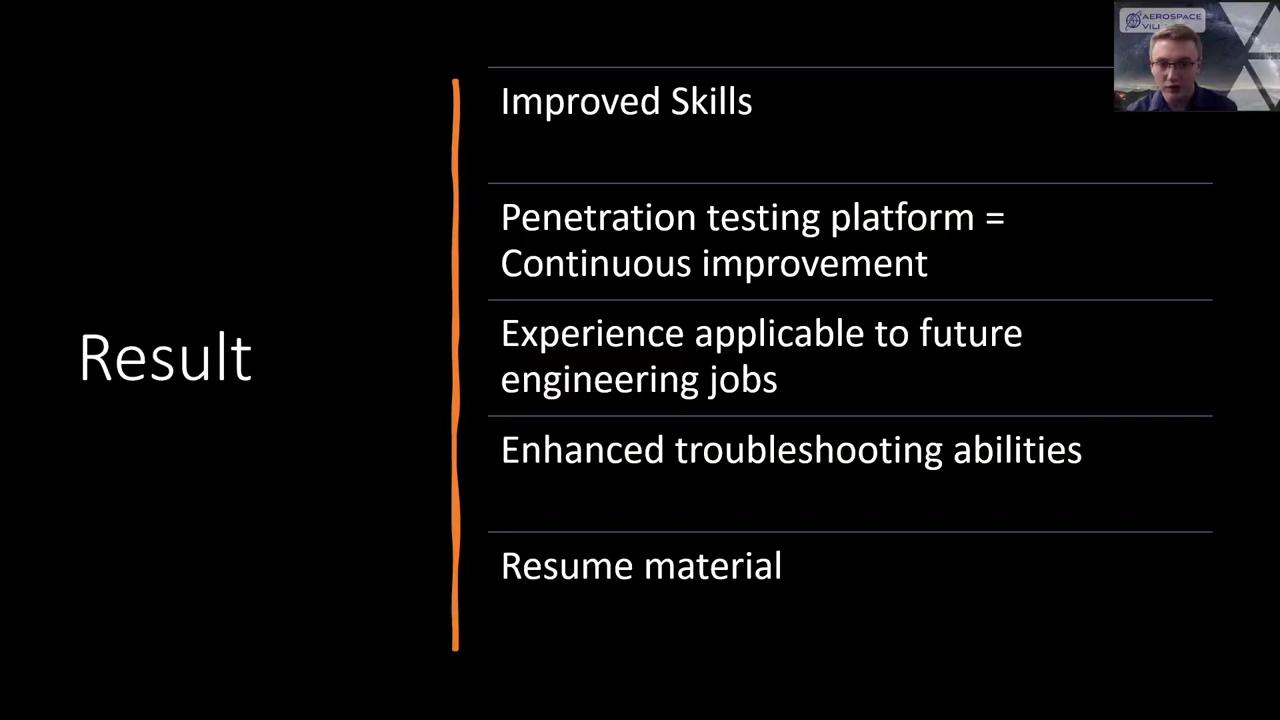 AEROSPACE
Improved Skills
Penetration testing platform =
Continuous improvement
Experience applicable to future
engineering jobs
Result
Enhanced troubleshooting abilities
Resume material